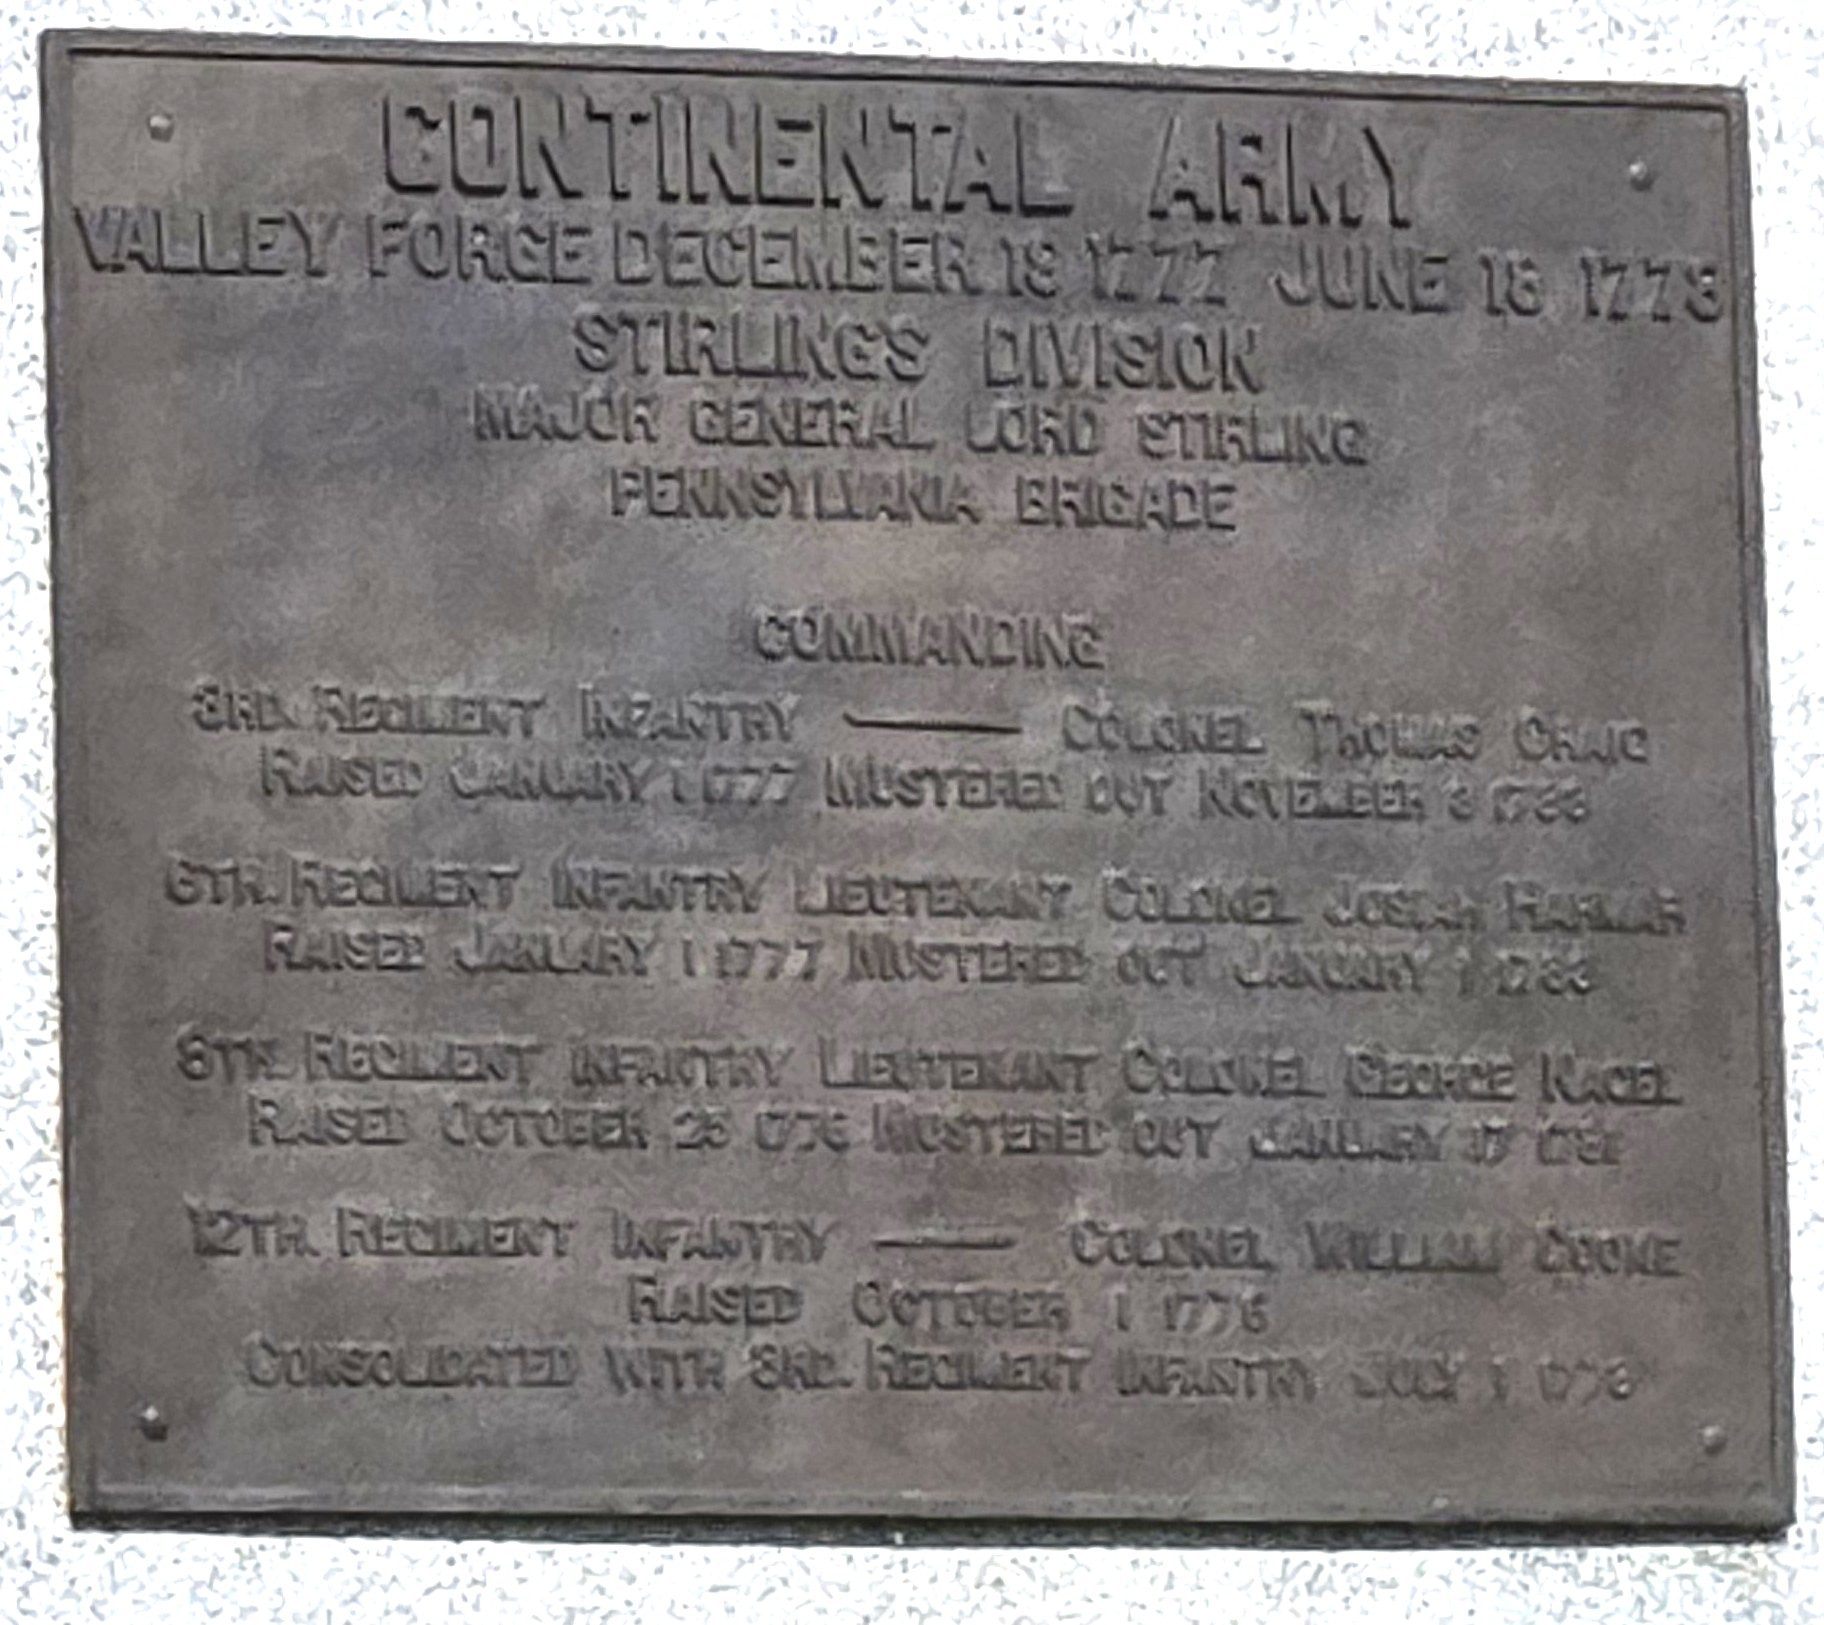 CONTINENTAL ARMY
VALLEY FORGE DECEMBER 19 1777 JUNE 18 1778
STIRLINGS DIVISION
MAJOR GENERAL LORD STIRLING
PENNSYLVANIA BRIGADE
COMMANDING
3RD. REGIMENT INFANTRY — COLONEL THOMAS CRAIG
RAISED JANUARY 1 1777 MUSTERED OUT NOVEMBER 3 1783
6TH. REGIMENT INFANTRY LIEUTENANT COLONEL JOSIAH HARMAR
RAISED JANUARY 1 1777 MUSTERED OUT JANUARY 1 1783
8TH. REGIMENT INFANTRY LIEUTENANT COLONEL GEORGE NAGEL
RAISED OCTOBER 1776 MUSTERED OUT JANUARY 17 1781
12TH. REGIMENT INFANTRY — COLONEL WILLIAM COOKE
RAISED OCTOBER 1 1776
CONSOLIDATED WITH 3RD. REGIMENT INFANTRY JULY 1 1778